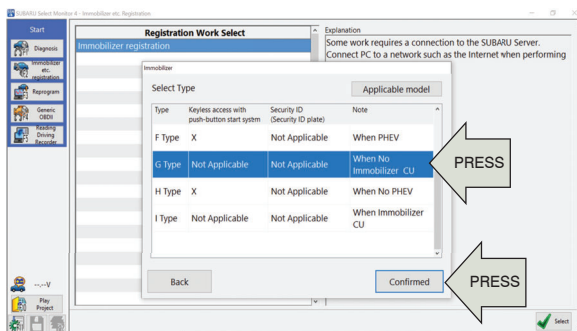 SUBARU Select Monitor 4 - Immobilizer etc. Registration
Start
Diagnosis
Immobilizer
etc.
registration
Reprogram
Generic
OBDII
Reading
Driving
Recorder
--.--V
Play
Project
Registration Work Select
Immobilizer registration
Explanation
Some work requires a connection to the SUBARU Server.
Connect PC to a network such as the Internet when performing
Immobilizer
Select Type
Applicable model
Type Keyless access with push-button start system Security ID (Security ID plate) Note
F Type X Not Applicable When PHEV
G Type Not Applicable Not Applicable When No Immobilizer CU
H Type X Not Applicable When No PHEV
I Type Not Applicable Not Applicable When Immobilizer CU
Back
Confirmed
PRESS
PRESS
Select